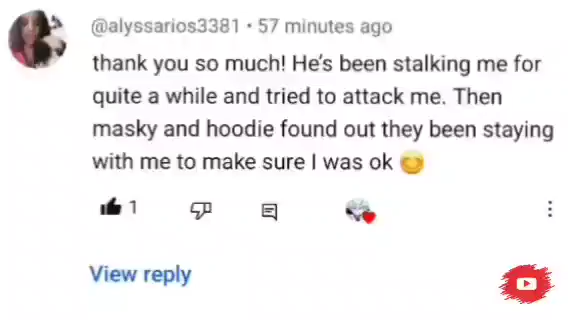 @alyssarios3381 • 57 minutes ago
thank you so much! He's been stalking me for
quite a while and tried to attack me. Then
masky and hoodie found out they been staying
with me to make sure I was ok 😊
1
View reply